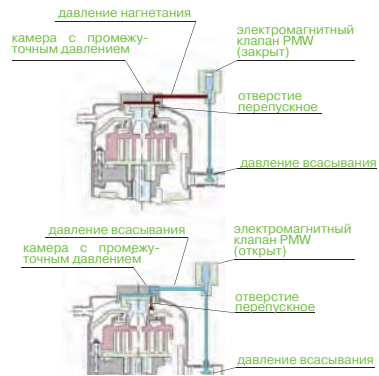 давление нагнетания
электромагнитный
клапан PMW
(закрыт)
камера с промежу-
точным давлением
отверстие
перепускное
давление всасывания
давление всасывания
электромагнитный
клапан PMW
(открыт)
камера с промежу-
точным давлением
отверстие
перепускное
давление всасывания